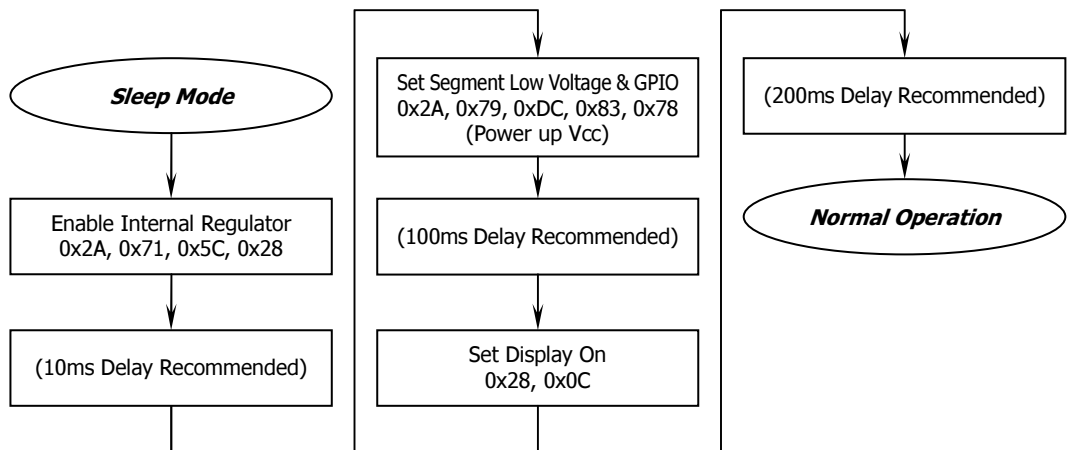 Sleep Mode
Enable Internal Regulator
0x2A, 0x71, 0x5C, 0x28
(10ms Delay Recommended)
Set Segment Low Voltage & GPIO
0x2A, 0x79, 0xDC, 0x83, 0x78
(Power up Vcc)
(100ms Delay Recommended)
Set Display On
0x28, 0x0C
(200ms Delay Recommended)
Normal Operation